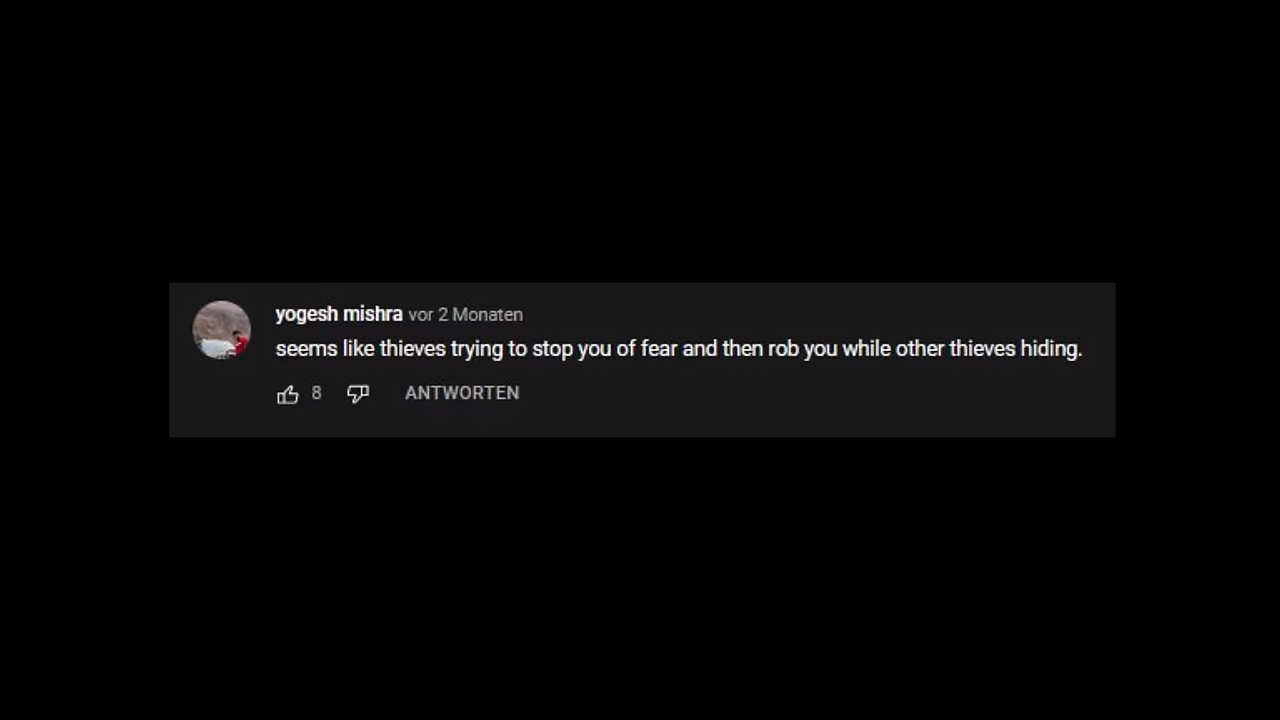 yogesh mishra vor 2 Monaten
seems like thieves trying to stop you of fear and then rob you while other thieves hiding.
8 ANTWORTEN